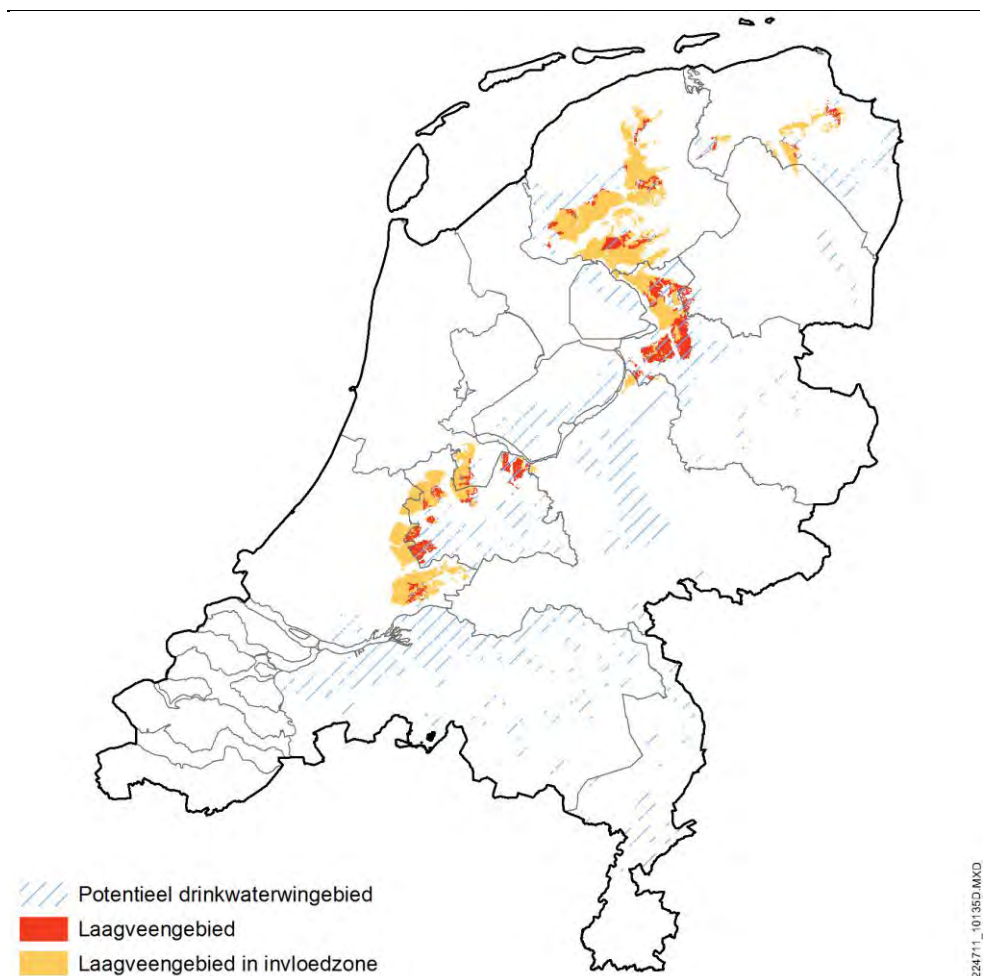 Potentieel drinkwaterwingebied
Laagveengebied
Laagveengebied in invloedzone
224711_10135D.MXD